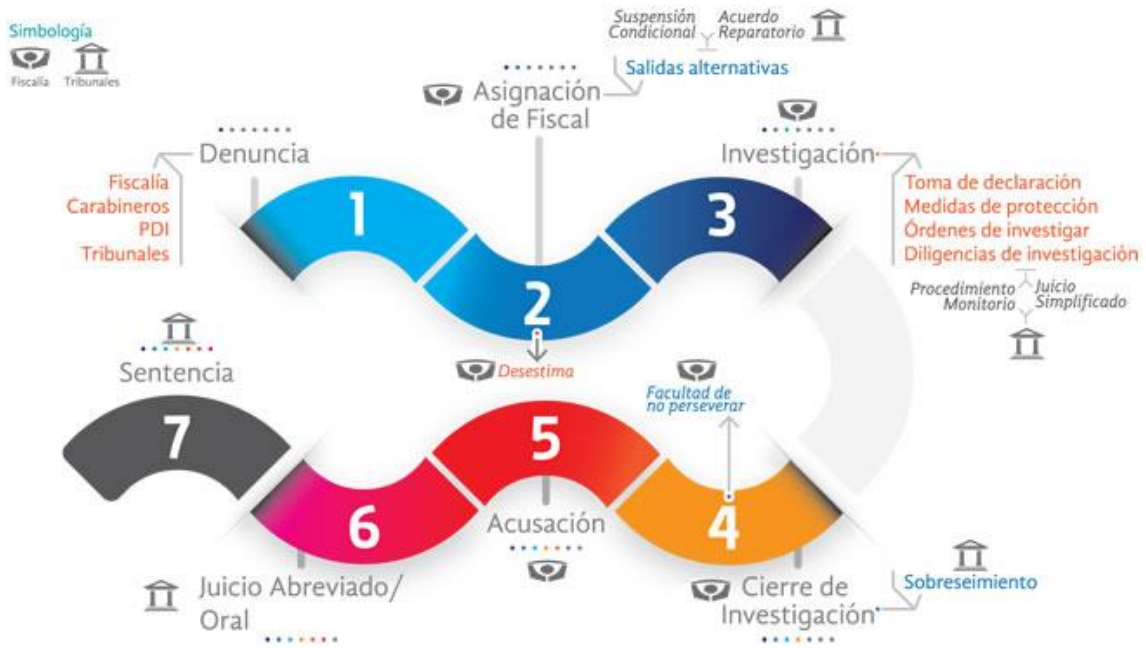 Simbología
Fiscalía
Tribunales
Suspensión
Condicional
Acuerdo
Reparatorio
Salidas alternativas
Asignación
de Fiscal
Denuncia
Fiscalía
Carabineros
PDI
Tribunales
Investigación
Toma de declaración
Medidas de protección
Órdenes de investigar
Diligencias de investigación
Procedimiento
Monitorio
Juicio
Simplificado
1
2
3
Desestima
Sentencia
7
6
5
4
Facultad de
no perseverar
Acusación
Juicio Abreviado/
Oral
Cierre de
Investigación
Sobreseimiento